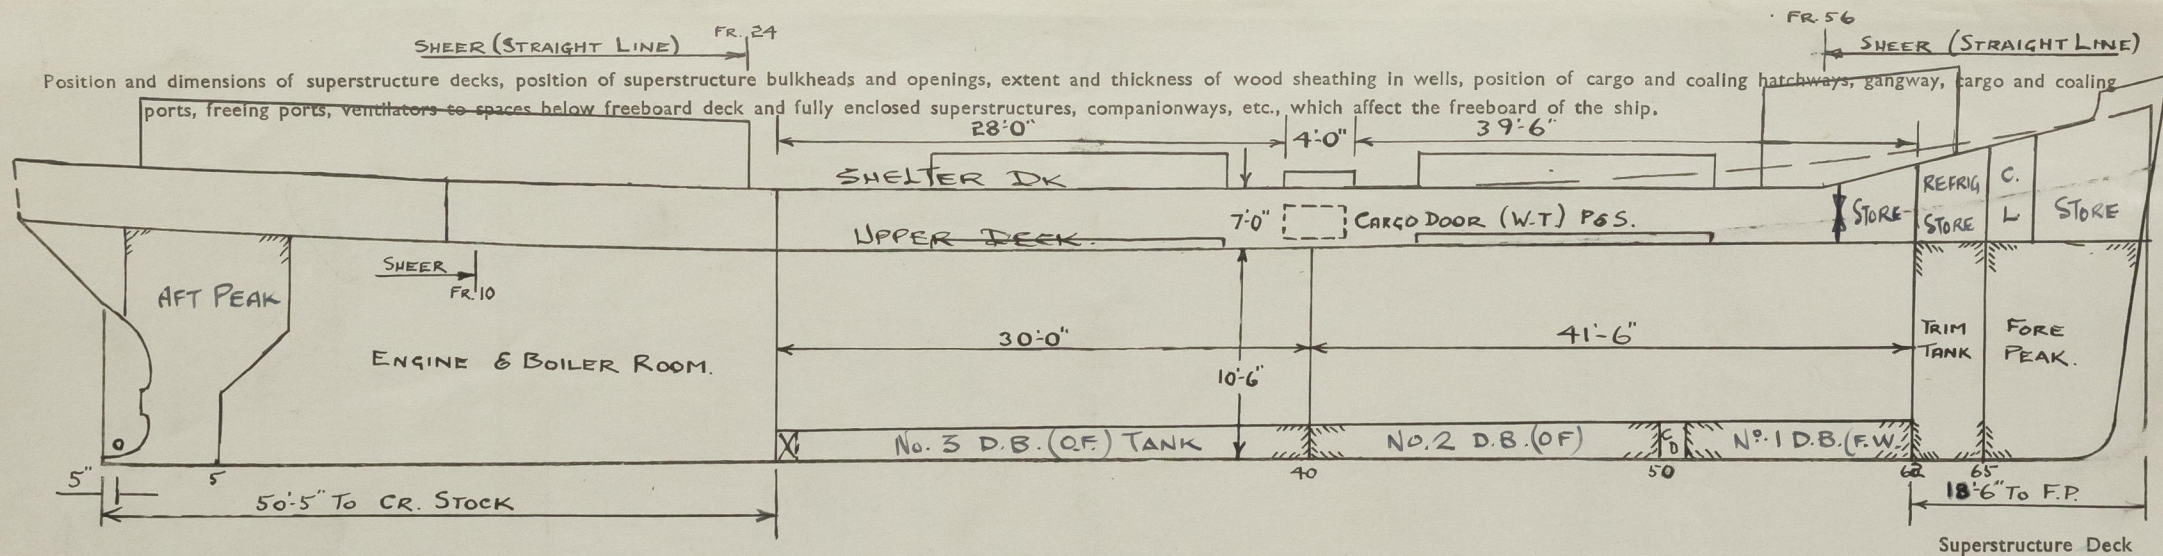 FR. 56
FR. 24
SHEER (STRAIGHT LINE)
SHEER (STRAIGHT LINE)
Position and dimensions of superstructure decks, position of superstructure bulkheads and openings, extent and thickness of wood sheathing in wells, position of cargo and coaling hatchways, gangway, cargo and coaling
ports, freeing ports, ventilators to spaces below freeboard deck and fully enclosed superstructures, companionways, etc., which affect the freeboard of the ship.
28'-0"
4'-0"
39'-6"
SHELTER DK
REFRIG
STORE
C.
L
STORE
STORE
7'-0"
CARGO DOOR (W.T) P&S.
UPPER DECK.
SHEER
FR. 10
AFT PEAK
ENGINE & BOILER ROOM.
30'-0"
41'-6"
TRIM
TANK
FORE
PEAK.
10'-6"
No. 3 D.B. (O.F.) TANK
No. 2 D.B. (OF)
C
D
No. 1 D.B. (F.W.
5
40
50
62
65
5"
50'-5" TO CR. STOCK
18'-6" TO F.P.
Superstructure Deck